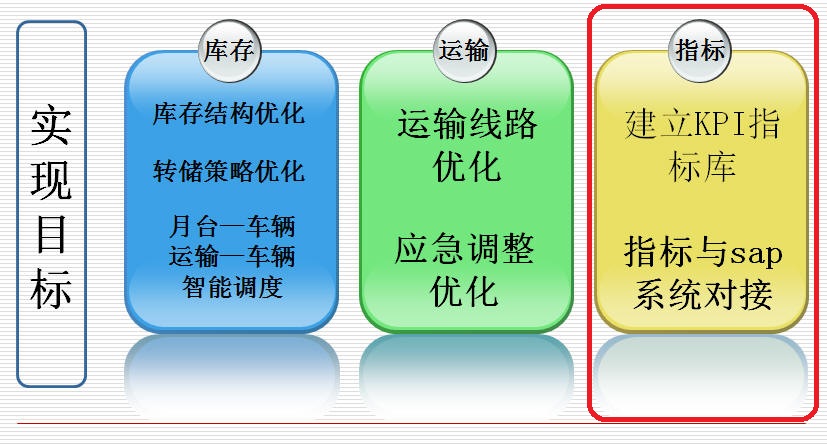 实现目标
库存
库存结构优化
转储策略优化
月台—车辆
运输—车辆
智能调度
运输
运输线路
优化
应急调整
优化
指标
建立KPI指
标库
指标与sap
系统对接